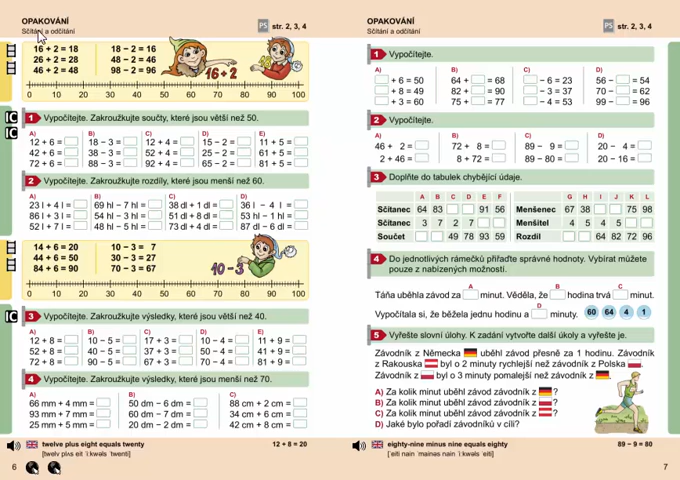 OPAKOVÁNÍ
Sčítání a odčítání
PS str. 2, 3, 4
16 + 2 = 18 18 − 2 = 16
26 + 2 = 28 48 − 2 = 46
46 + 2 = 48 98 − 2 = 96
16 + 2
0 10 20 30 40 50 60 70 80 90 100
1 Vypočítejte. Zakroužkujte součty, které jsou větší než 50.
A) B) C) D) E)
12 + 6 = 18 − 3 = 12 + 4 = 15 − 2 = 11 + 5 =
42 + 6 = 38 − 3 = 52 + 4 = 25 − 2 = 61 + 5 =
72 + 6 = 88 − 3 = 92 + 4 = 65 − 2 = 81 + 5 =
2 Vypočítejte. Zakroužkujte rozdíly, které jsou menší než 60.
A) B) C) D)
23 l + 4 l = 69 hl − 7 hl = 38 dl + 1 dl = 36 l − 4 l =
86 l + 3 l = 54 hl − 3 hl = 51 dl + 8 dl = 53 hl − 1 hl =
52 l + 7 l = 48 hl − 5 hl = 73 dl + 4 dl = 87 dl − 6 dl =
14 + 6 = 20 10 − 3 = 7
44 + 6 = 50 30 − 3 = 27
84 + 6 = 90 70 − 3 = 67
10 − 3
0 10 20 30 40 50 60 70 80 90 100
3 Vypočítejte. Zakroužkujte výsledky, které jsou větší než 40.
A) B) C) D) E)
12 + 8 = 10 − 5 = 17 + 3 = 10 − 4 = 11 + 9 =
52 + 8 = 40 − 5 = 37 + 3 = 50 − 4 = 41 + 9 =
72 + 8 = 90 − 5 = 67 + 3 = 70 − 4 = 81 + 9 =
4 Vypočítejte. Zakroužkujte výsledky, které jsou menší než 70.
A) B) C)
66 mm + 4 mm = 50 dm − 6 dm = 88 cm + 2 cm =
93 mm + 7 mm = 60 dm − 7 dm = 34 cm + 6 cm =
25 mm + 5 mm = 20 dm − 2 dm = 42 cm + 8 cm =
twelve plus eight equals twenty 12 + 8 = 20
6
OPAKOVÁNÍ
Sčítání a odčítání
PS str. 2, 3, 4
1 Vypočítejte.
A) B) C) D)
+ 6 = 50 64 + = 68 − 6 = 23 56 − = 54
+ 8 = 49 82 + = 90 − 3 = 37 70 − = 62
+ 3 = 60 75 + = 77 − 4 = 53 99 − = 96
2 Vypočítejte.
A) B) C) D)
46 + 2 = 72 + 8 = 89 − 9 = 20 − 4 =
2 + 46 = 8 + 72 = 89 − 80 = 20 − 16 =
3 Doplňte do tabulek chybějící údaje.
A B C D E F G H I J K L
Sčítanec 64 83 91 56 Menšenec 67 38 75 98
Sčítanec 3 7 2 7 Menšitel 4 5 4 5
Součet 49 78 93 59 Rozdíl 64 82 72 96
4 Do jednotlivých rámečků přiřaďte správné hodnoty. Vybírat můžete
pouze z nabízených možností.
A B C
Táňa uběhla závod za minut. Věděla, že hodina trvá minut.
D
Vypočítala si, že běžela jednu hodinu a minuty. 60 64 4 1
5 Vyřešte slovní úlohy. K zadání vytvořte další úkoly a vyřešte je.
Závodník z Německa uběhl závod přesně za 1 hodinu. Závodník
z Rakouska byl o 2 minuty rychlejší než závodník z Polska .
Závodník z byl o 3 minuty pomalejší než závodník z .
A) Za kolik minut uběhl závod závodník z ?
B) Za kolik minut uběhl závod závodník z ?
C) Za kolik minut uběhl závod závodník z ?
D) Jaké bylo pořadí závodníků v cíli?
eighty-nine minus nine equals eighty 89 − 9 = 80
7